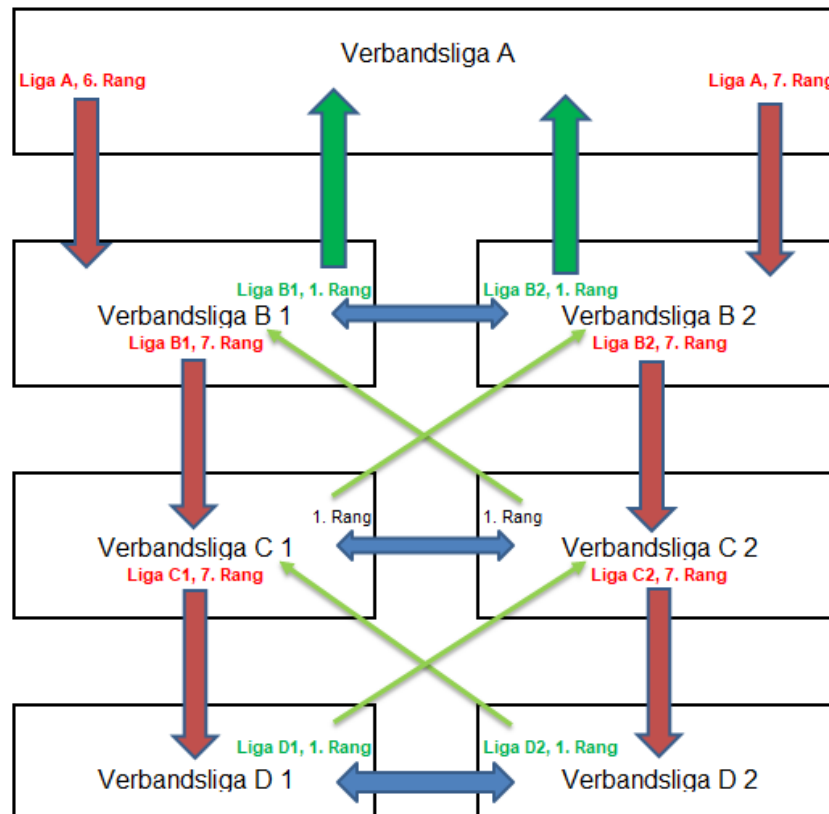 Verbandsliga A
Liga A, 6. Rang
Liga A, 7. Rang
Liga B1, 1. Rang
Liga B2, 1. Rang
Verbandsliga B 1
Verbandsliga B 2
Liga B1, 7. Rang
Liga B2, 7. Rang
1. Rang
1. Rang
Verbandsliga C 1
Verbandsliga C 2
Liga C1, 7. Rang
Liga C2, 7. Rang
Liga D1, 1. Rang
Liga D2, 1. Rang
Verbandsliga D 1
Verbandsliga D 2